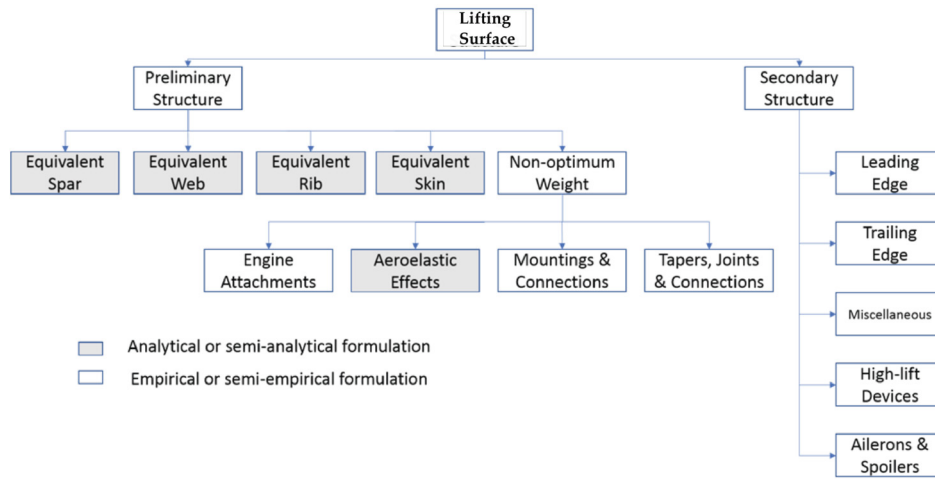 Lifting
Surface
Preliminary
Structure
Secondary
Structure
Equivalent
Spar
Equivalent
Web
Equivalent
Rib
Equivalent
Skin
Non-optimum
Weight
Leading
Edge
Trailing
Edge
Engine
Attachments
Aeroelastic
Effects
Mountings &
Connections
Tapers, Joints
& Connections
Miscellaneous
Analytical or semi-analytical formulation
Empirical or semi-empirical formulation
High-lift
Devices
Ailerons &
Spoilers